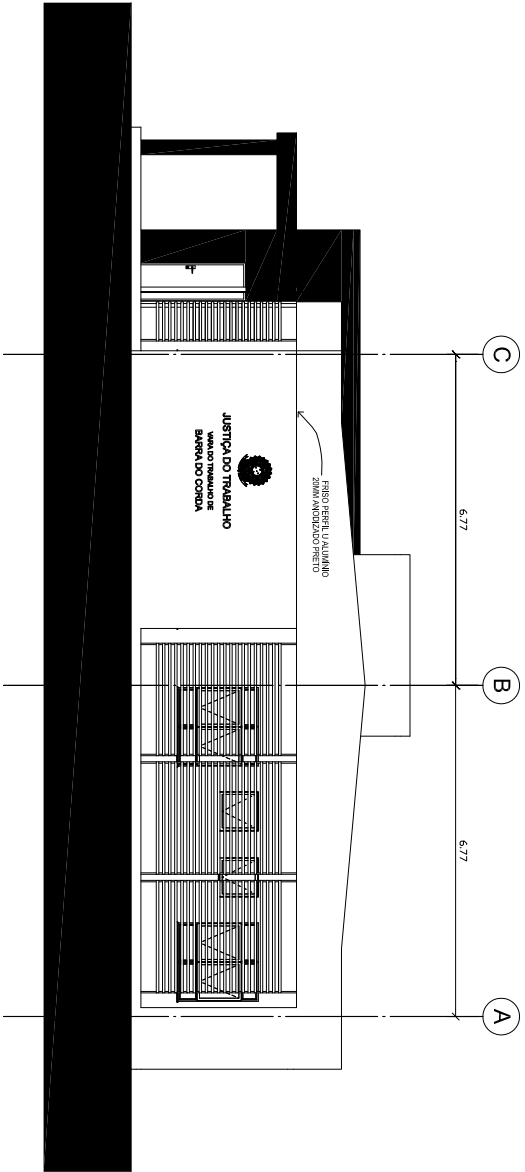 C
B
A
6.77
6.77
FRISO PERFIL U ALUMÍNIO
20MM ANODIZADO PRETO
JUSTIÇA DO TRABALHO
VARA DO TRABALHO DE
BARRA DO CORDA